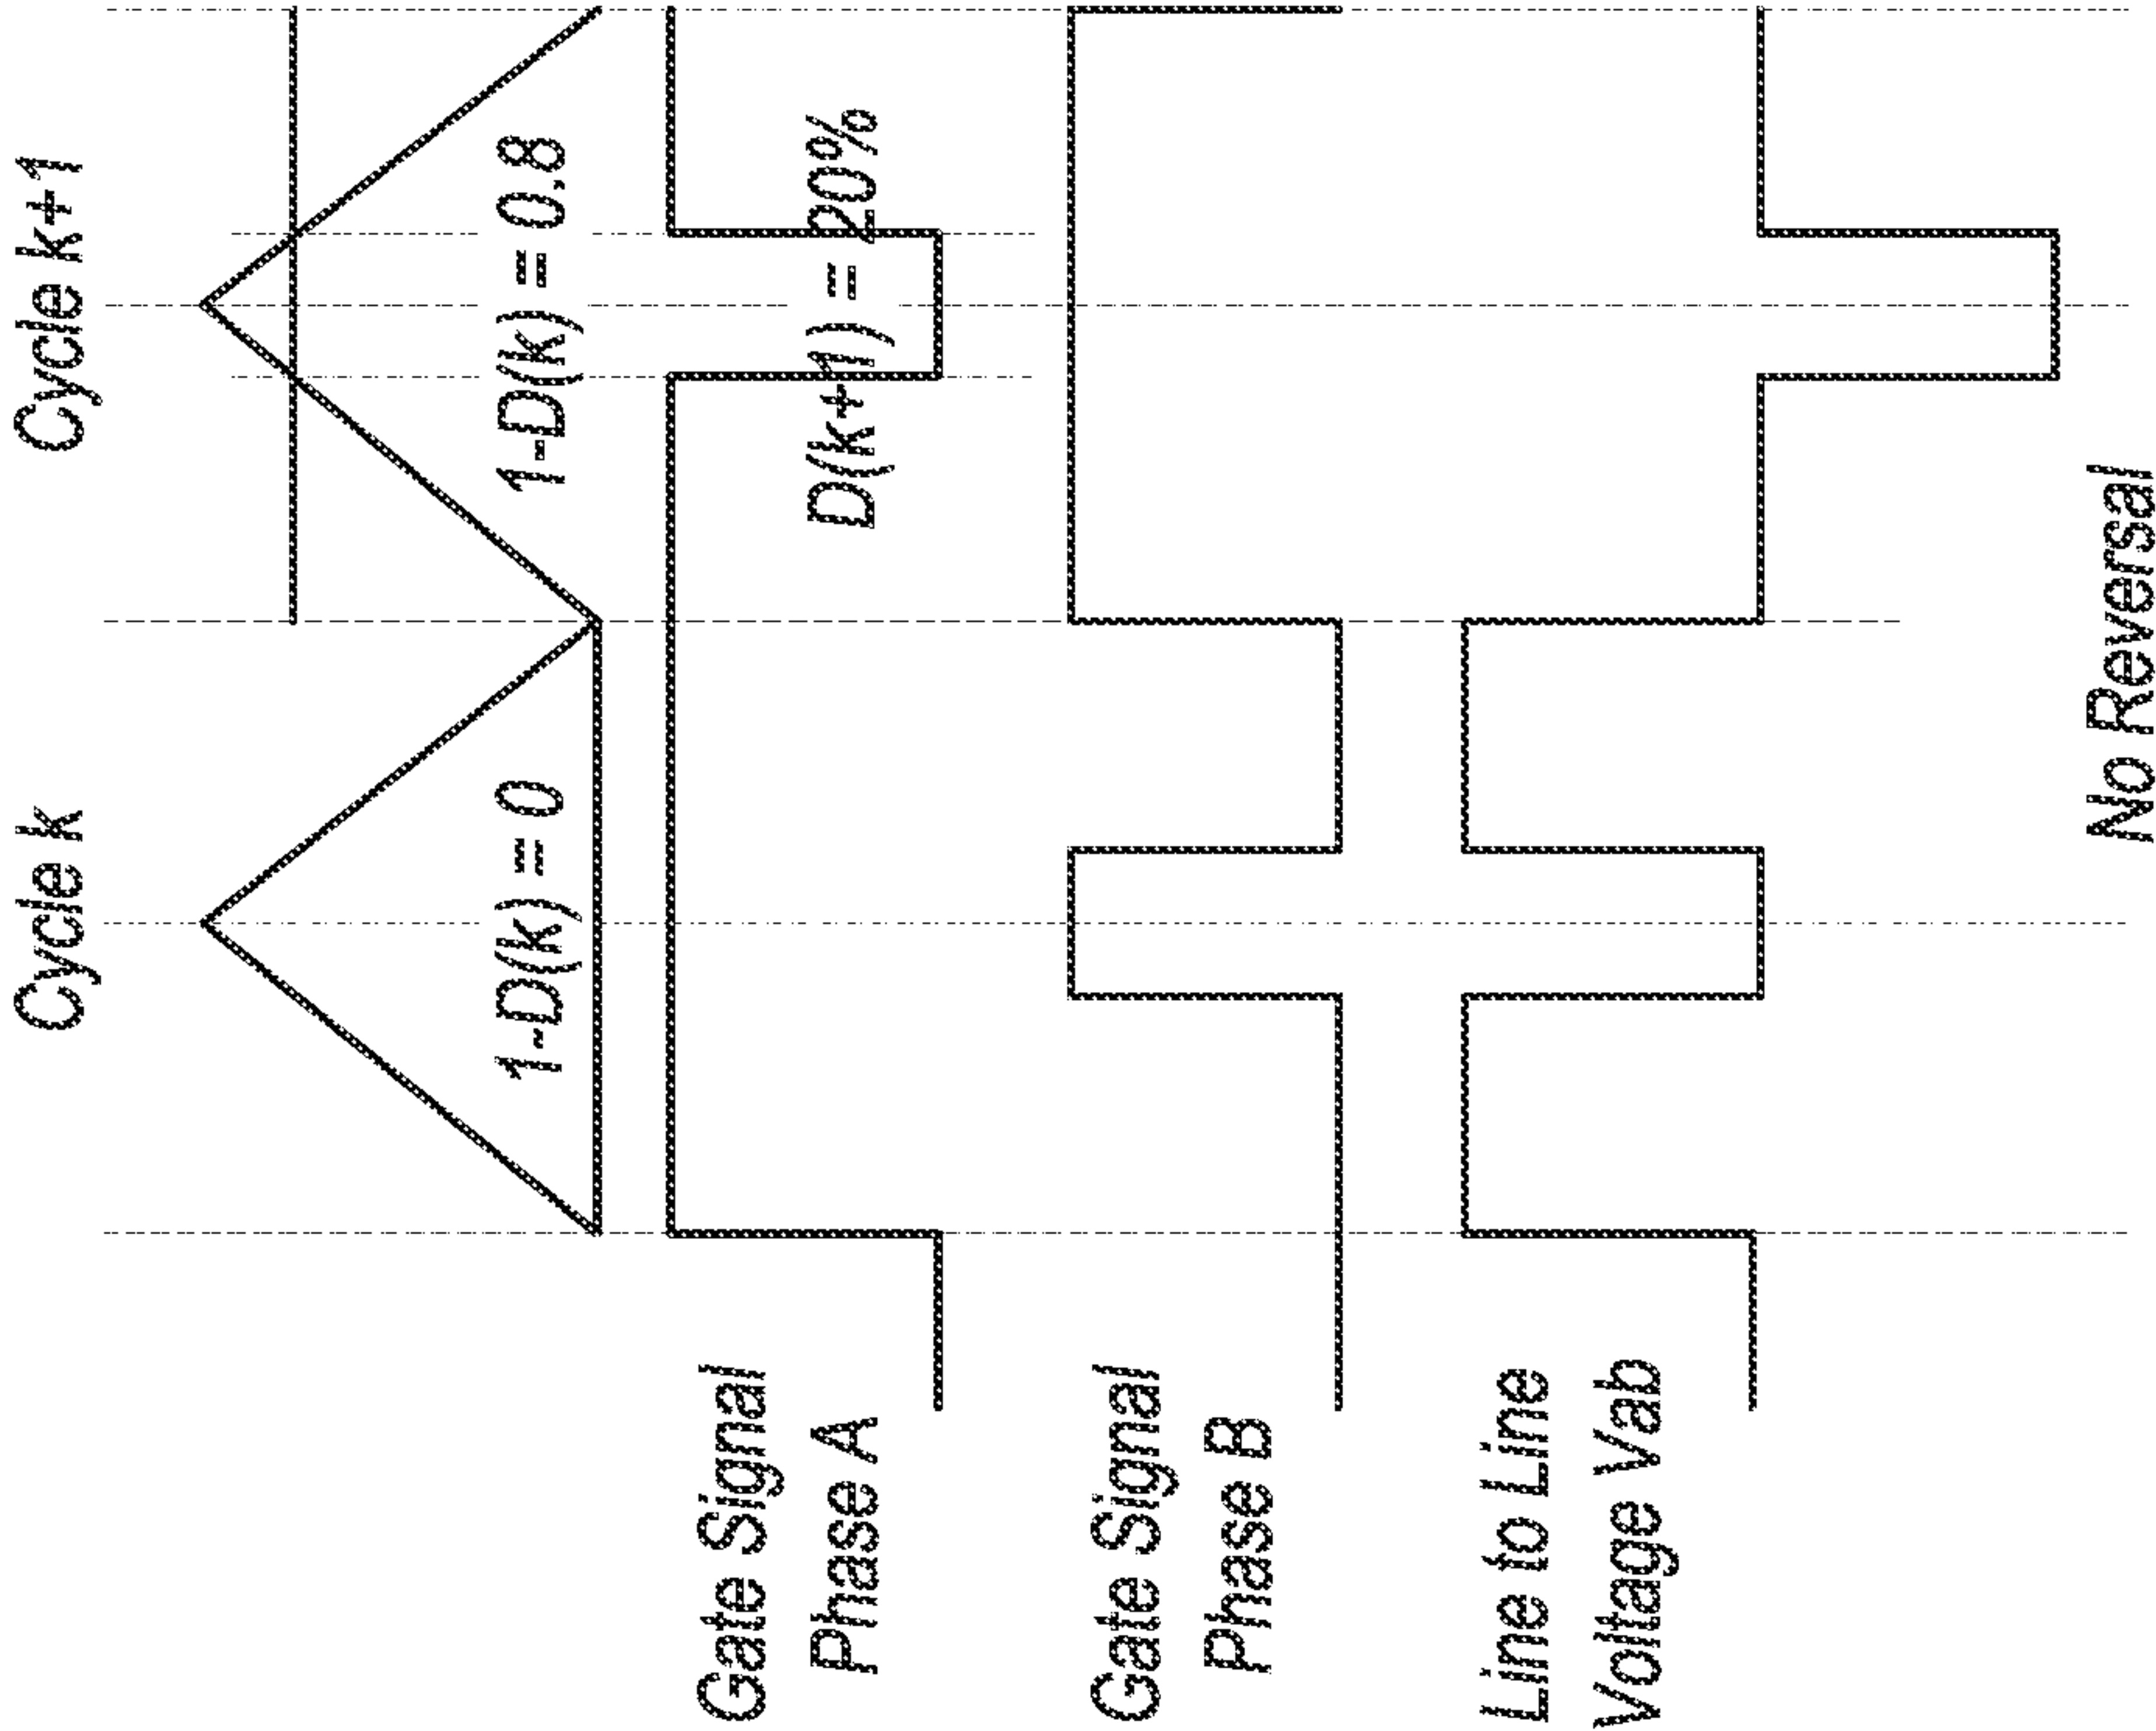 Cycle k
Cycle k+1
1-D(k) = 0
1-D(k) = 0.8
Gate Signal
Phase A
D(k+1) = 20%
Gate Signal
Phase B
Line to Line
Voltage Vab
No Reversal